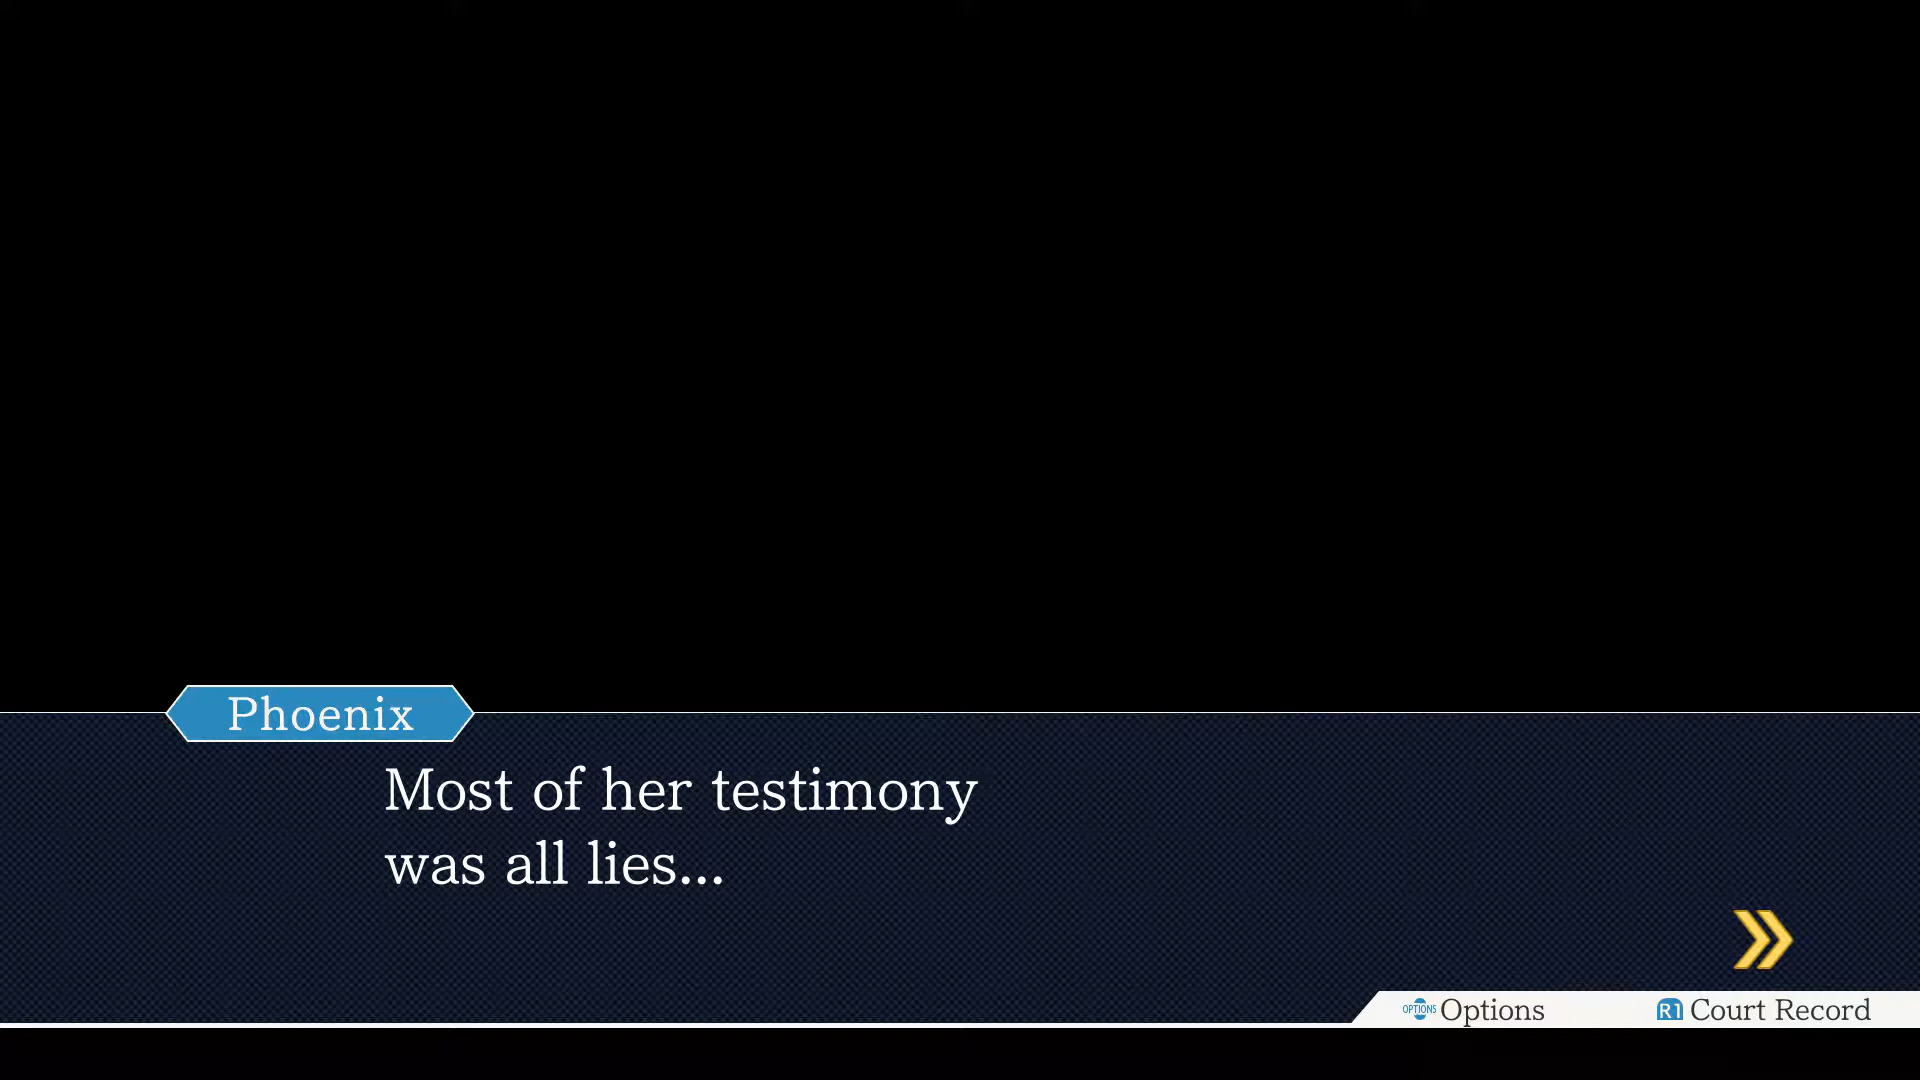 Phoenix
Most of her testimony
was all lies...
OPTIONS Options
R1 Court Record